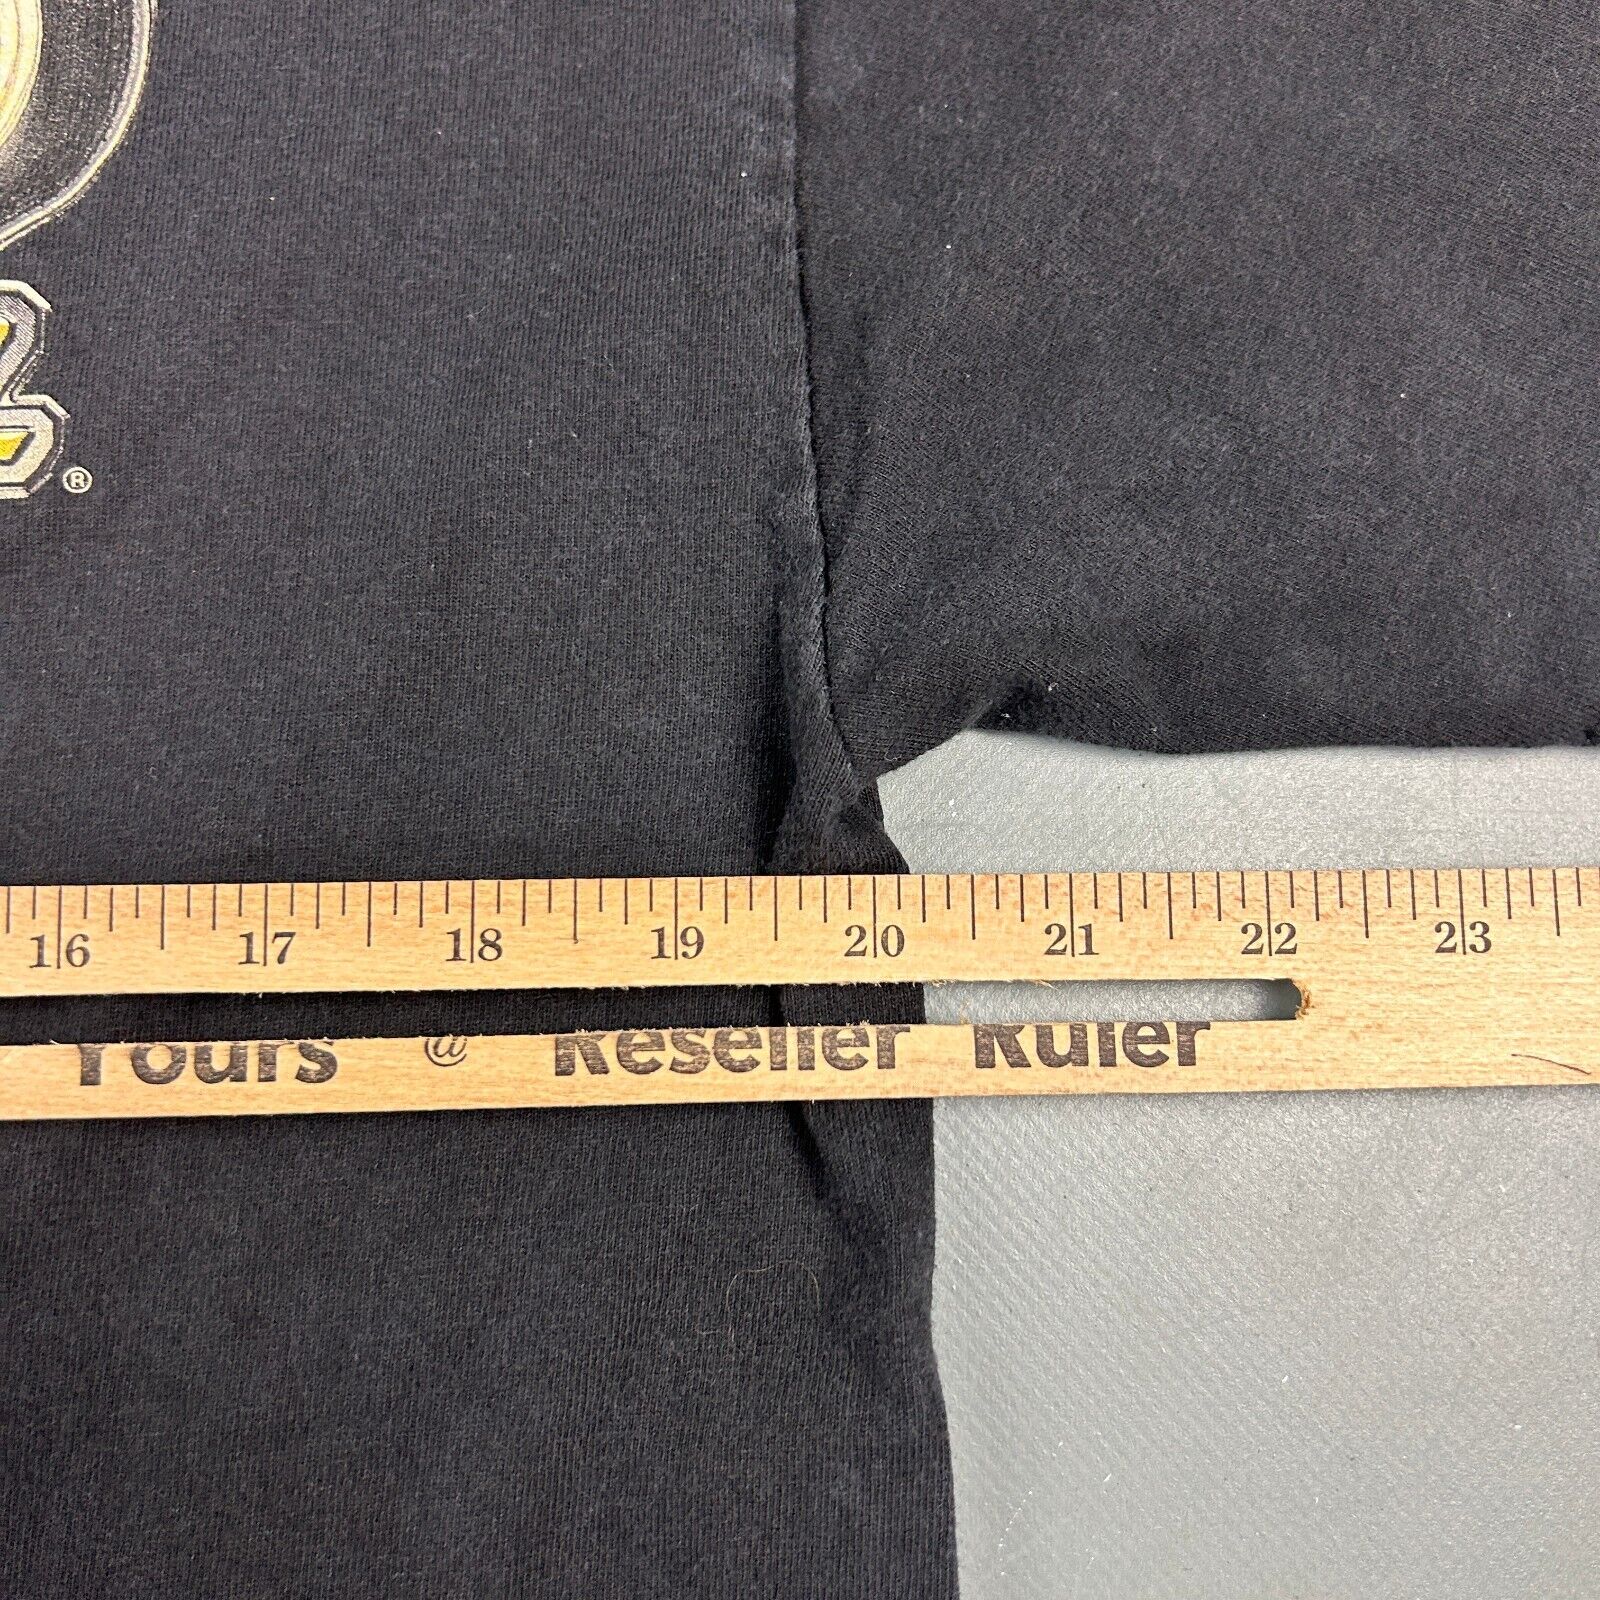 ®
16 17 18 19 20 21 22 23
Yours @ Reseller Ruler